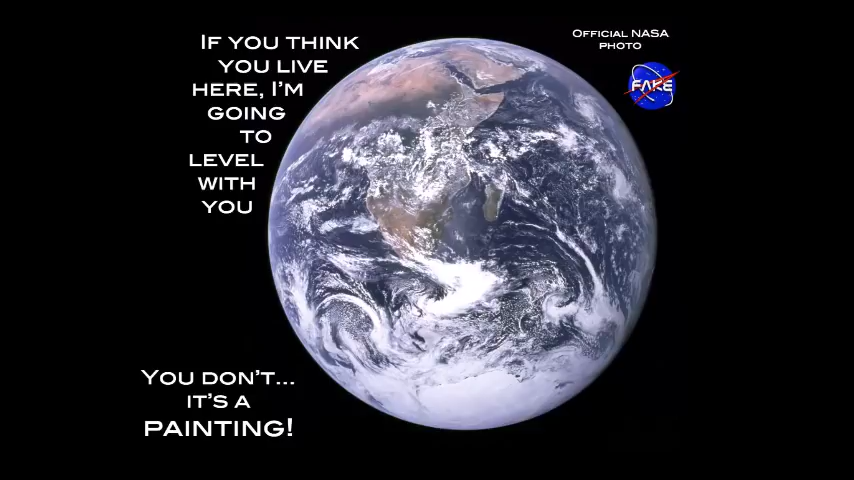 If you think
you live
here, I'm
going
to
level
with
you
Official NASA
photo
FAKE
You don't...
it's a
painting!